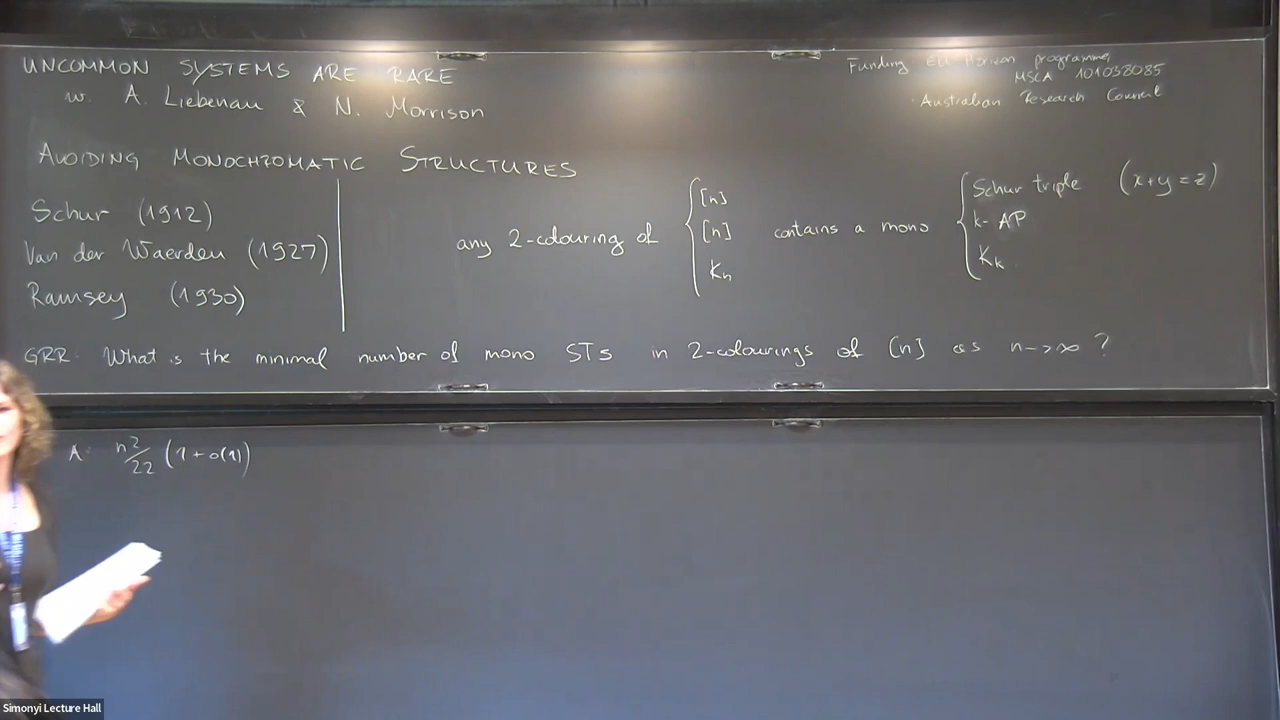 UNCOMMON SYSTEMS ARE RARE
w. A. Liebenau & N. Morrison
Funding EU Horizon programme,
MSCA 101038085
· Australian Research Council
AVOIDING MONOCHROMATIC STRUCTURES
Schur (1912)
Van der Waerden (1927)
Ramsey (1930)
any 2-colouring of { [n] [n] Kn contains a mono { Schur triple (x+y=z) k-AP Kk
GRR. What is the minimal number of mono STs in 2-colourings of [n] as n->∞ ?
A: n²/22 (1+o(1))
Simonyi Lecture Hall